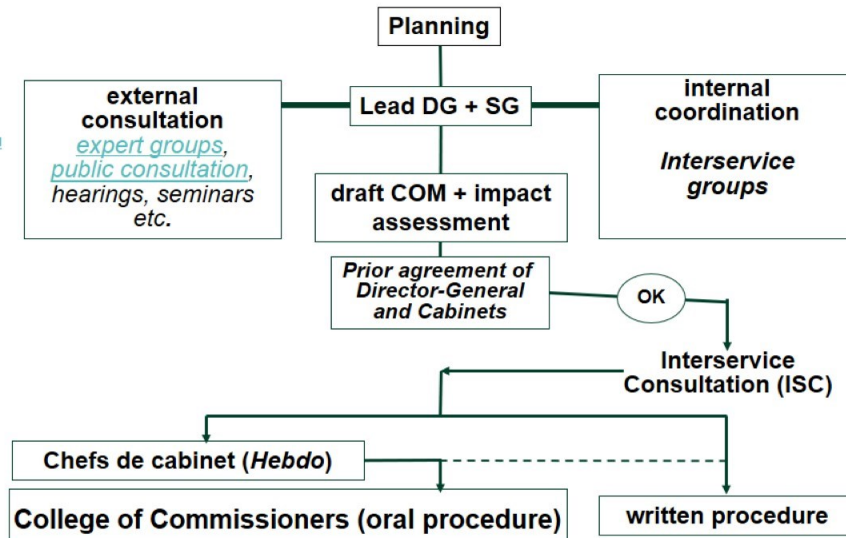 Planning
external
consultation
expert groups,
public consultation,
hearings, seminars
etc.
Lead DG + SG
internal
coordination
Interservice
groups
draft COM + impact
assessment
Prior agreement of
Director-General
and Cabinets
OK
Interservice
Consultation (ISC)
Chefs de cabinet (Hebdo)
College of Commissioners (oral procedure)
written procedure